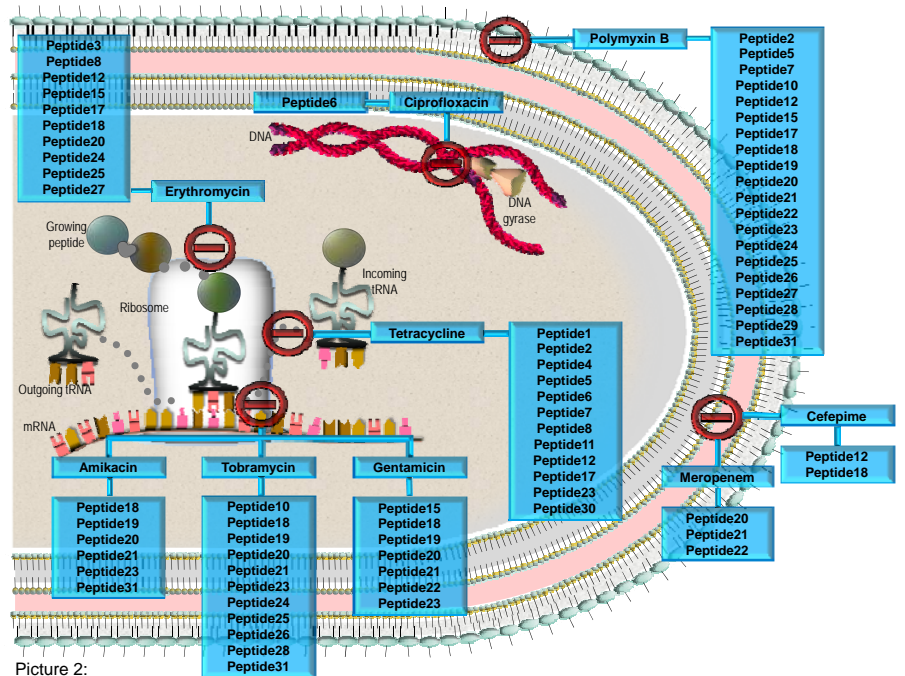 Peptide3
Peptide8
Peptide12
Peptide15
Peptide17
Peptide18
Peptide20
Peptide24
Peptide25
Peptide27
Erythromycin
Peptide6
Ciprofloxacin
DNA
DNA
gyrase
Polymyxin B
Peptide2
Peptide5
Peptide7
Peptide10
Peptide12
Peptide15
Peptide17
Peptide18
Peptide19
Peptide20
Peptide21
Peptide22
Peptide23
Peptide24
Peptide25
Peptide26
Peptide27
Peptide28
Peptide29
Peptide31
Growing
peptide
Ribosome
Incoming
tRNA
Outgoing tRNA
mRNA
Tetracycline
Peptide1
Peptide2
Peptide4
Peptide5
Peptide6
Peptide7
Peptide8
Peptide11
Peptide12
Peptide17
Peptide23
Peptide30
Cefepime
Peptide12
Peptide18
Meropenem
Peptide20
Peptide21
Peptide22
Amikacin
Peptide18
Peptide19
Peptide20
Peptide21
Peptide23
Peptide31
Tobramycin
Peptide10
Peptide18
Peptide19
Peptide20
Peptide21
Peptide23
Peptide24
Peptide25
Peptide26
Peptide28
Peptide31
Gentamicin
Peptide15
Peptide18
Peptide19
Peptide20
Peptide21
Peptide22
Peptide23
Picture 2: